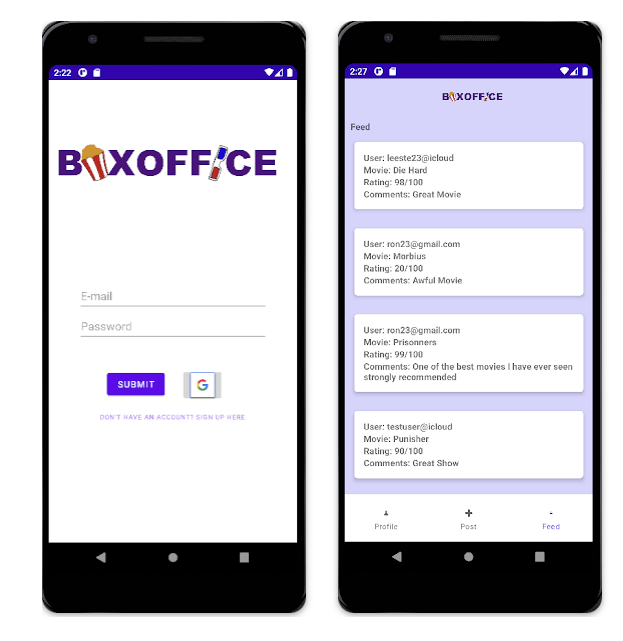 2:22
BOXOFFICE
E-mail
Password
SUBMIT
G
DON'T HAVE AN ACCOUNT? SIGN UP HERE
2:27
BOXOFFICE
Feed
User: leeste23@icloud
Movie: Die Hard
Rating: 98/100
Comments: Great Movie
User: ron23@gmail.com
Movie: Morbius
Rating: 20/100
Comments: Awful Movie
User: ron23@gmail.com
Movie: Prisonners
Rating: 99/100
Comments: One of the best movies I have ever seen
strongly recommended
User: testuser@icloud
Movie: Punisher
Rating: 90/100
Comments: Great Show
Profile
Post
Feed